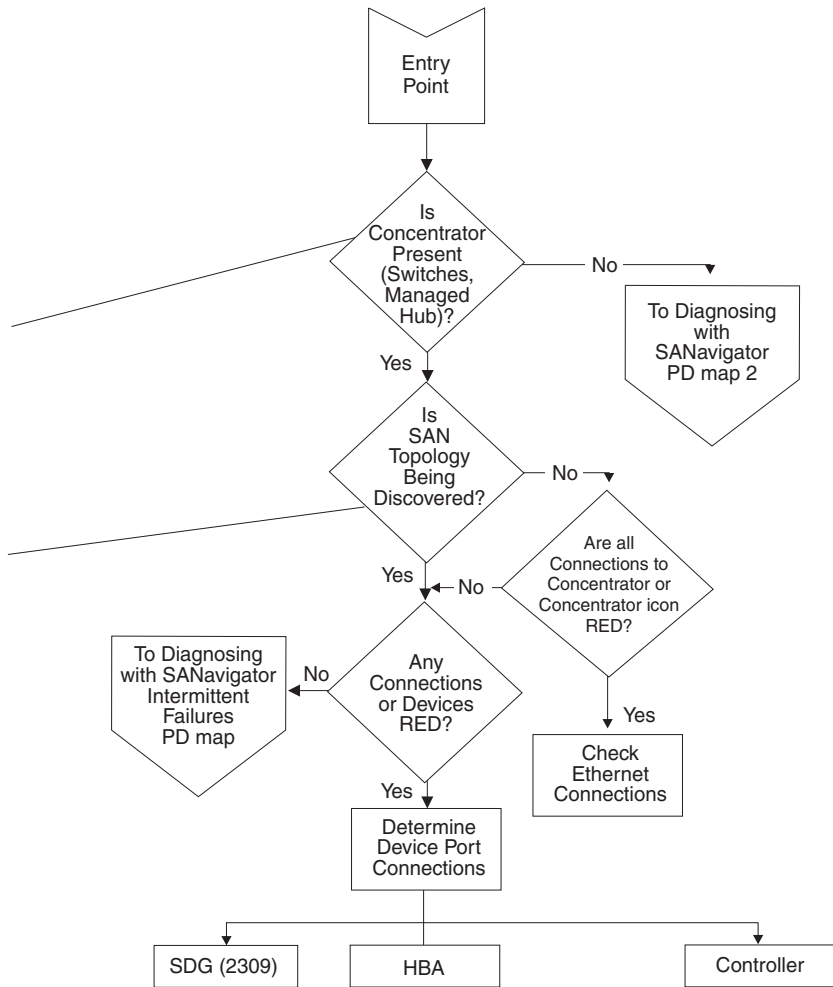 Entry
Point
Is
Concentrator
Present
(Switches,
Managed
Hub)?
No
To Diagnosing
with
SANavigator
PD map 2
Yes
Is
SAN
Topology
Being
Discovered?
No
Are all
Connections to
Concentrator or
Concentrator icon
RED?
Yes
No
To Diagnosing
with SANavigator
Intermittent
Failures
PD map
No
Any
Connections
or Devices
RED?
Yes
Check
Ethernet
Connections
Yes
Determine
Device Port
Connections
SDG (2309)
HBA
Controller